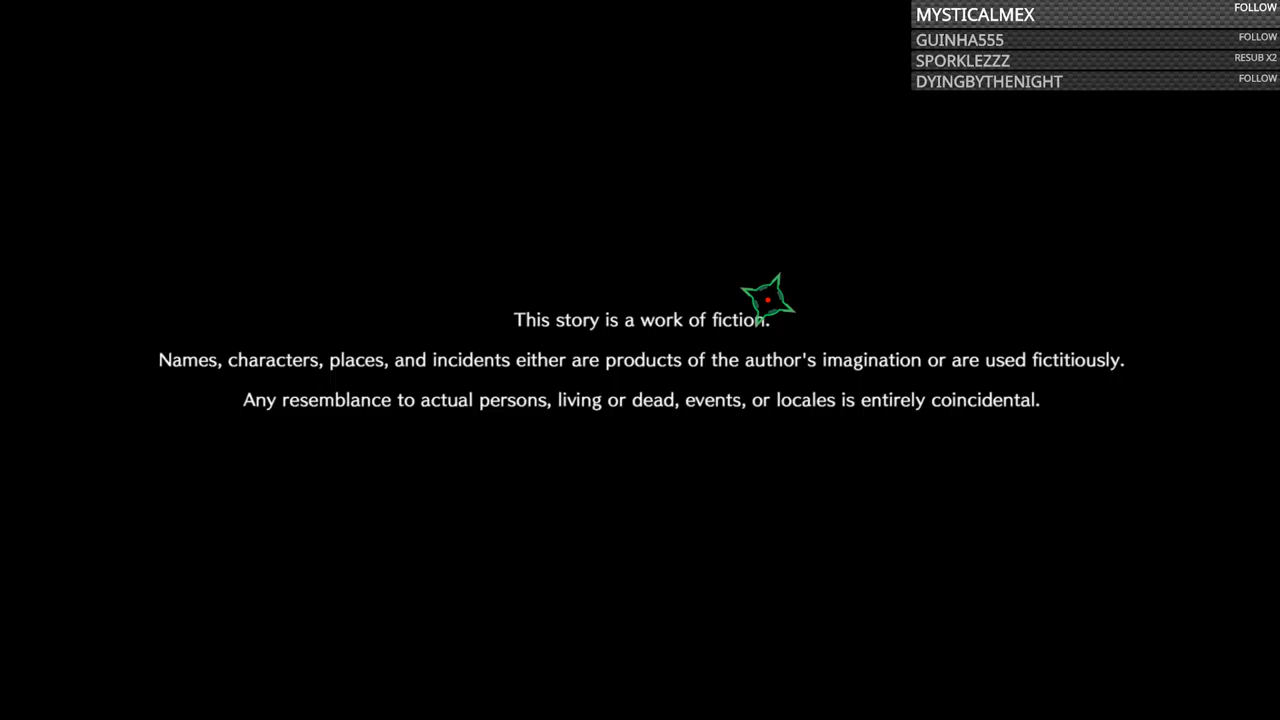 MYSTICALMEX FOLLOW
GUINHA555 FOLLOW
SPORKLEZZZ RESUB X2
DYINGBYTHENIGHT FOLLOW
This story is a work of fiction.
Names, characters, places, and incidents either are products of the author's imagination or are used fictitiously.
Any resemblance to actual persons, living or dead, events, or locales is entirely coincidental.